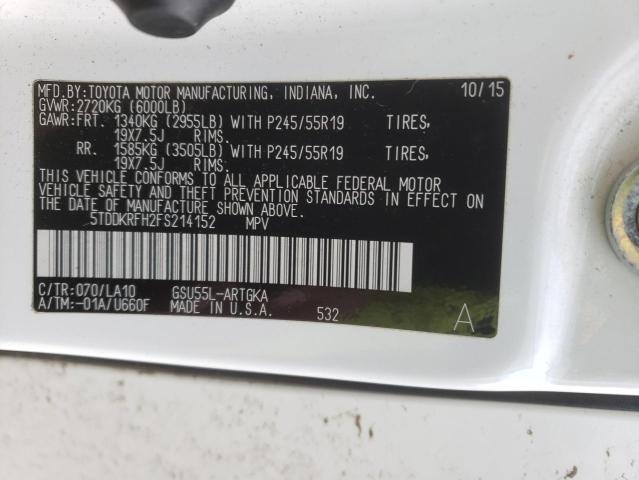 MFD.BY:TOYOTA MOTOR MANUFACTURING, INDIANA, INC. 10/15
GVWR:2720KG (6000LB)
GAWR:FRT. 1340KG (2955LB) WITH P245/55R19 TIRES,
19X7.5J RIMS.
RR. 1585KG (3505LB) WITH P245/55R19 TIRES,
19X7.5J RIMS.
THIS VEHICLE CONFORMS TO ALL APPLICABLE FEDERAL MOTOR
VEHICLE SAFETY AND THEFT PREVENTION STANDARDS IN EFFECT ON
THE DATE OF MANUFACTURE SHOWN ABOVE.
5TDDKRFH2FS214152 MPV
C/TR:070/LA10 GSU55L-ARTGKA
A/TM:-01A/U660F MADE IN U.S.A. 532 A